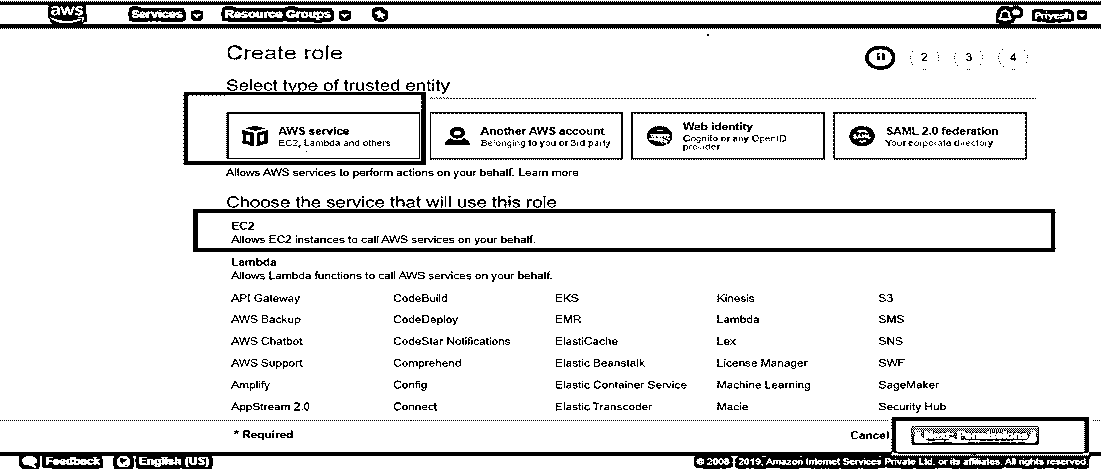 aws Services Resource Groups Priyesh
Create role
1 2 3 4
Select type of trusted entity
AWS service
EC2, Lambda and others
Another AWS account
Belonging to you or 3rd party
Web identity
Cognito or any OpenID
provider
SAML 2.0 federation
Your corporate directory
Allows AWS services to perform actions on your behalf. Learn more
Choose the service that will use this role
EC2
Allows EC2 instances to call AWS services on your behalf.
Lambda
Allows Lambda functions to call AWS services on your behalf.
API Gateway CodeBuild EKS Kinesis S3
AWS Backup CodeDeploy EMR Lambda SMS
AWS Chatbot CodeStar Notifications ElastiCache Lex SNS
AWS Support Comprehend Elastic Beanstalk License Manager SWF
Amplify Config Elastic Container Service Machine Learning SageMaker
AppStream 2.0 Connect Elastic Transcoder Macie Security Hub
* Required Cancel Next: Permissions
Feedback English (US) © 2008 - 2019, Amazon Internet Services Private Ltd. or its affiliates. All rights reserved.